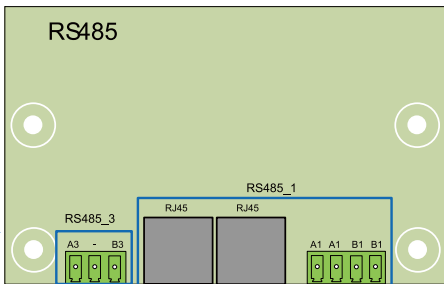 RS485
RS485_1
RJ45 RJ45
RS485_3
A3 - B3
A1 A1 B1 B1